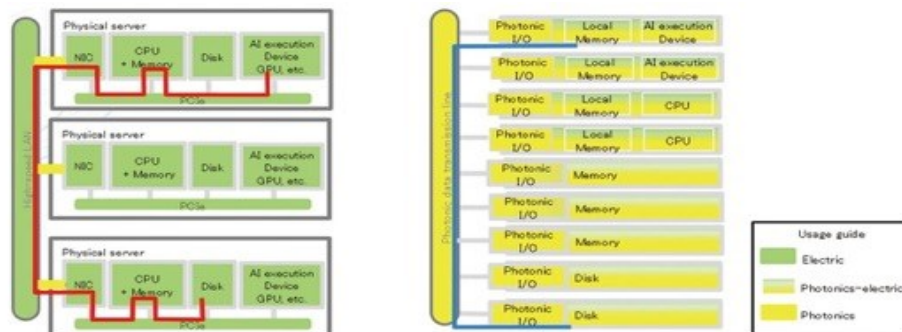 Physical server
NIC
CPU
+ Memory
Disk
AI execution
Device
GPU, etc.
PCIe
Physical server
NIC
CPU
+ Memory
Disk
AI execution
Device
GPU, etc.
PCIe
Physical server
NIC
CPU
+ Memory
Disk
AI execution
Device
GPU, etc.
PCIe
High-speed LAN
Photonic data transmission line
Photonic
I/O
Local
Memory
AI execution
Device
Photonic
I/O
Local
Memory
AI execution
Device
Photonic
I/O
Local
Memory
CPU
Photonic
I/O
Local
Memory
CPU
Photonic
I/O
Memory
Photonic
I/O
Memory
Photonic
I/O
Memory
Photonic
I/O
Disk
Photonic
I/O
Disk
Usage guide
Electric
Photonics-electric
Photonics